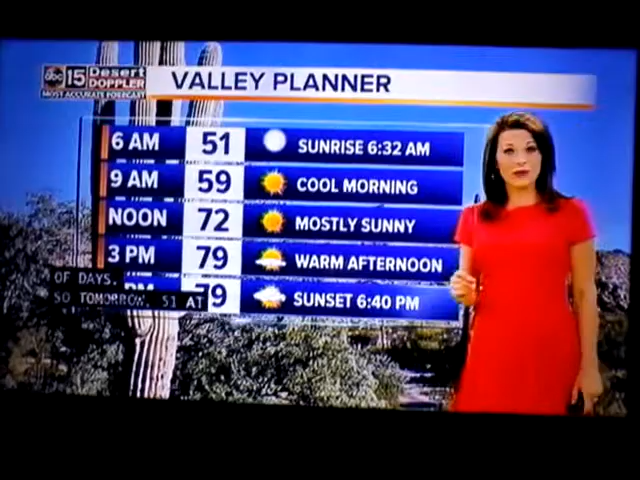 abc 15 Desert DOPPLER
MOST ACCURATE FORECAST
VALLEY PLANNER
6 AM 51 SUNRISE 6:32 AM
9 AM 59 COOL MORNING
NOON 72 MOSTLY SUNNY
3 PM 79 WARM AFTERNOON
PM 79 SUNSET 6:40 PM
OF DAYS.
SO TOMORROW, 51 AT